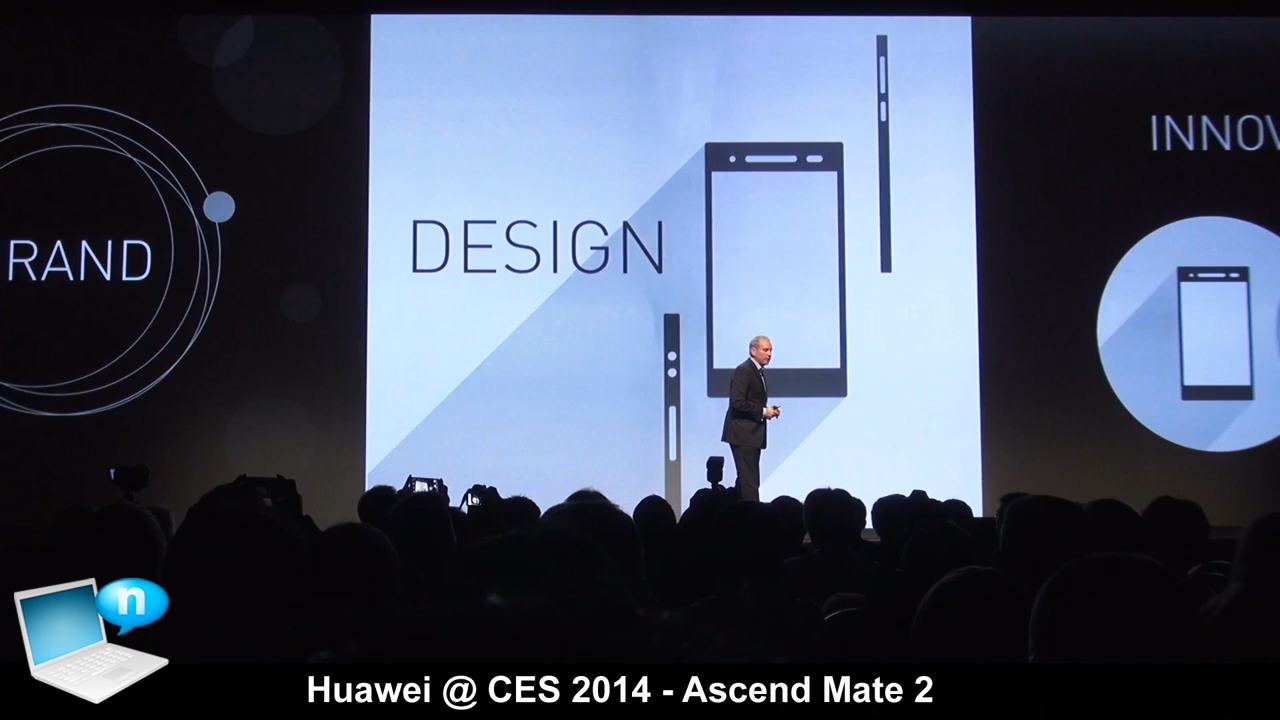 RAND
DESIGN
INNOV
n
Huawei @ CES 2014 - Ascend Mate 2